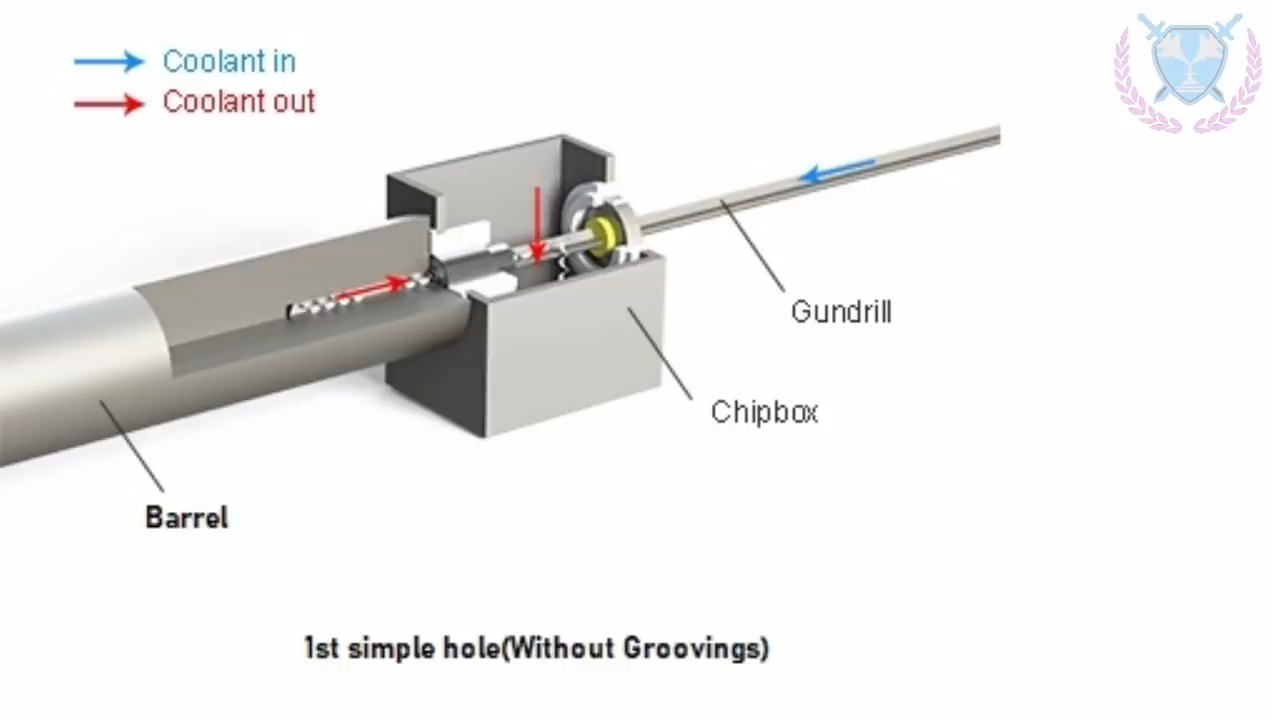 Coolant in
Coolant out
Gundrill
Chipbox
Barrel
1st simple hole(Without Groovings)